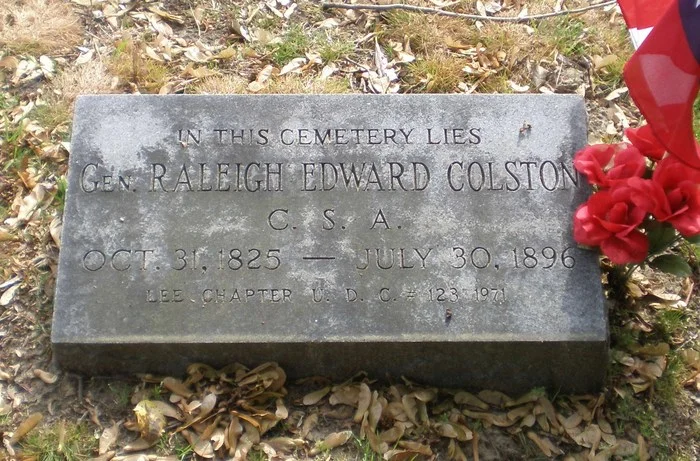 IN THIS CEMETERY LIES
GEN. RALEIGH EDWARD COLSTON
C. S. A.
OCT. 31, 1825 — JULY 30, 1896
LEE CHAPTER U. D. C. # 123 1971